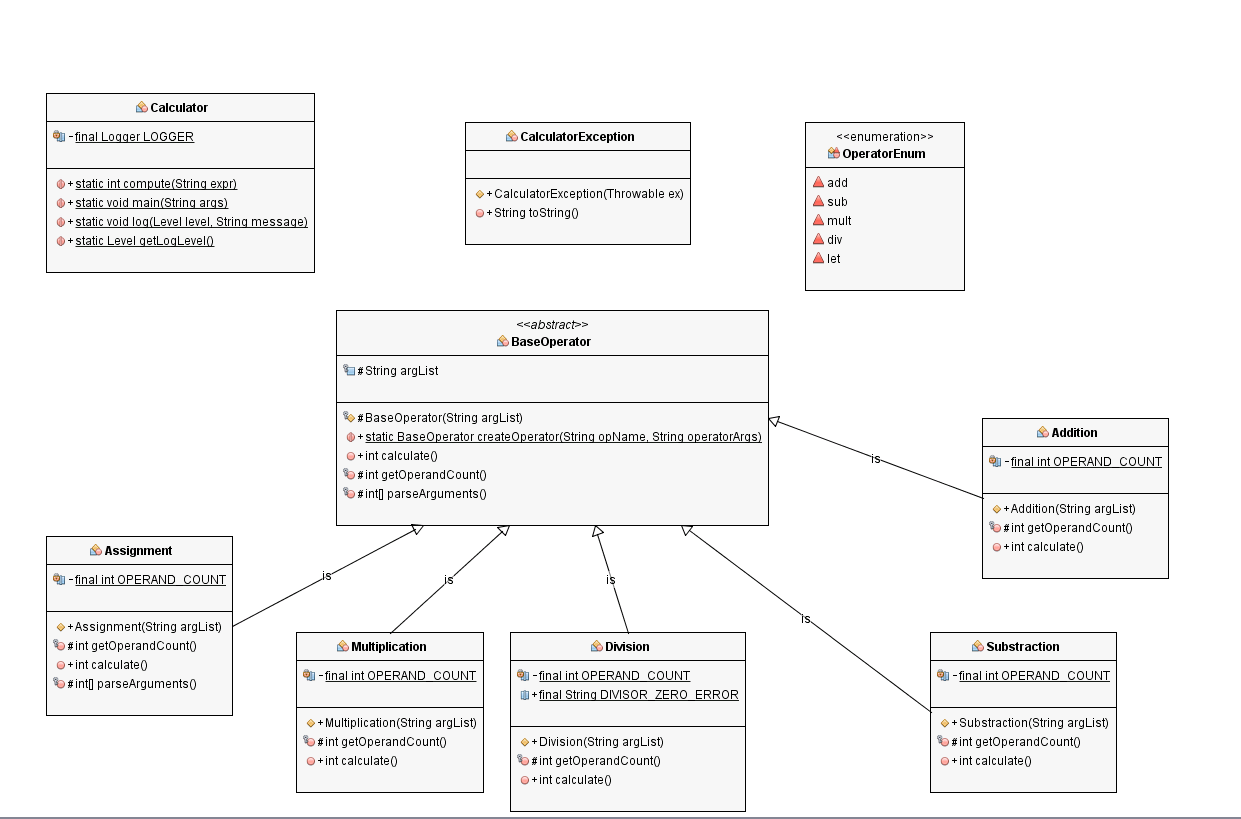 Calculator
-final Logger LOGGER
+static int compute(String expr)
+static void main(String args)
+static void log(Level level, String message)
+static Level getLogLevel()
CalculatorException
+CalculatorException(Throwable ex)
+String toString()
<<enumeration>>
OperatorEnum
add
sub
mult
div
let
<<abstract>>
BaseOperator
#String argList
#BaseOperator(String argList)
+static BaseOperator createOperator(String opName, String operatorArgs)
+int calculate()
#int getOperandCount()
#int[] parseArguments()
is
Addition
-final int OPERAND_COUNT
+Addition(String argList)
#int getOperandCount()
+int calculate()
Assignment
-final int OPERAND_COUNT
+Assignment(String argList)
#int getOperandCount()
+int calculate()
#int[] parseArguments()
is
is
is
is
Multiplication
-final int OPERAND_COUNT
+Multiplication(String argList)
#int getOperandCount()
+int calculate()
Division
-final int OPERAND_COUNT
+final String DIVISOR_ZERO_ERROR
+Division(String argList)
#int getOperandCount()
+int calculate()
Substraction
-final int OPERAND_COUNT
+Substraction(String argList)
#int getOperandCount()
+int calculate()